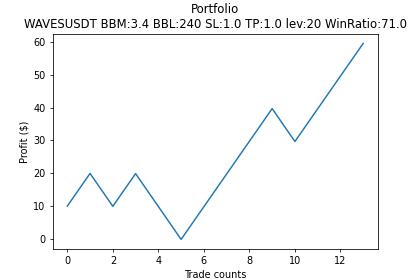 Portfolio
WAVESUSDT BBM:3.4 BBL:240 SL:1.0 TP:1.0 lev:20 WinRatio:71.0
60
50
40
30
20
10
0
Profit ($)
0 2 4 6 8 10 12
Trade counts